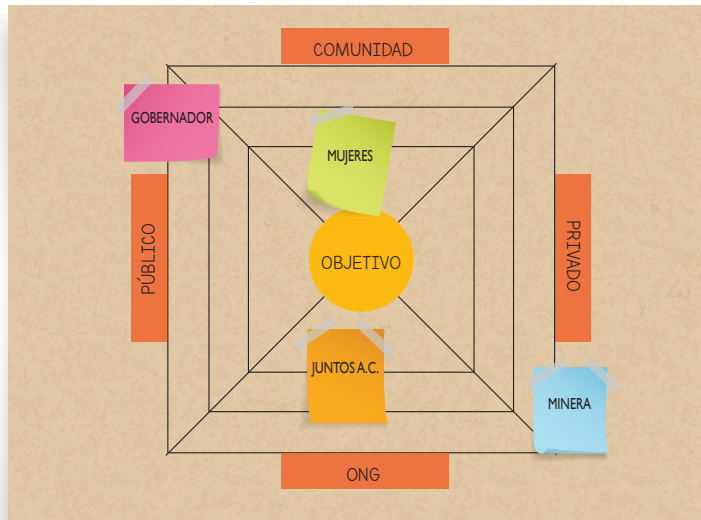 COMUNIDAD
GOBERNADOR
MUJERES
PÚBLICO
OBJETIVO
PRIVADO
JUNTOS A.C.
MINERA
ONG